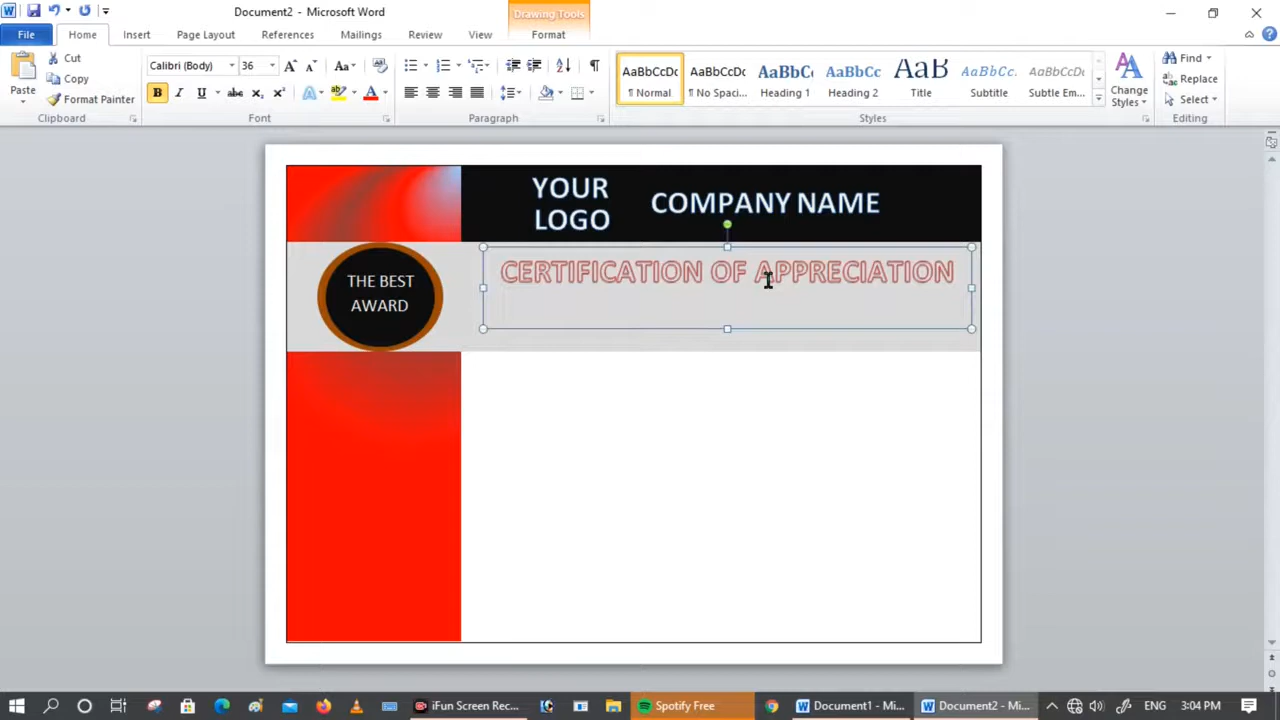 Document2 - Microsoft Word
Drawing Tools
File
Home
Insert
Page Layout
References
Mailings
Review
View
Format
Paste
Cut
Copy
Format Painter
Clipboard
Calibri (Body)
36
Font
Paragraph
AaBbCcDc
¶ Normal
AaBbCcDc
¶ No Spaci...
AaBbC(
Heading 1
AaBbCc
Heading 2
AaB
Title
AaBbCc.
Subtitle
AaBbCcDc
Subtle Em...
Change
Styles
Styles
Find
Replace
Select
Editing
YOUR
LOGO
COMPANY NAME
THE BEST
AWARD
CERTIFICATION OF APPRECIATION
iFun Screen Rec...
Spotify Free
Document1 - Mi...
Document2 - Mi...
ENG
3:04 PM